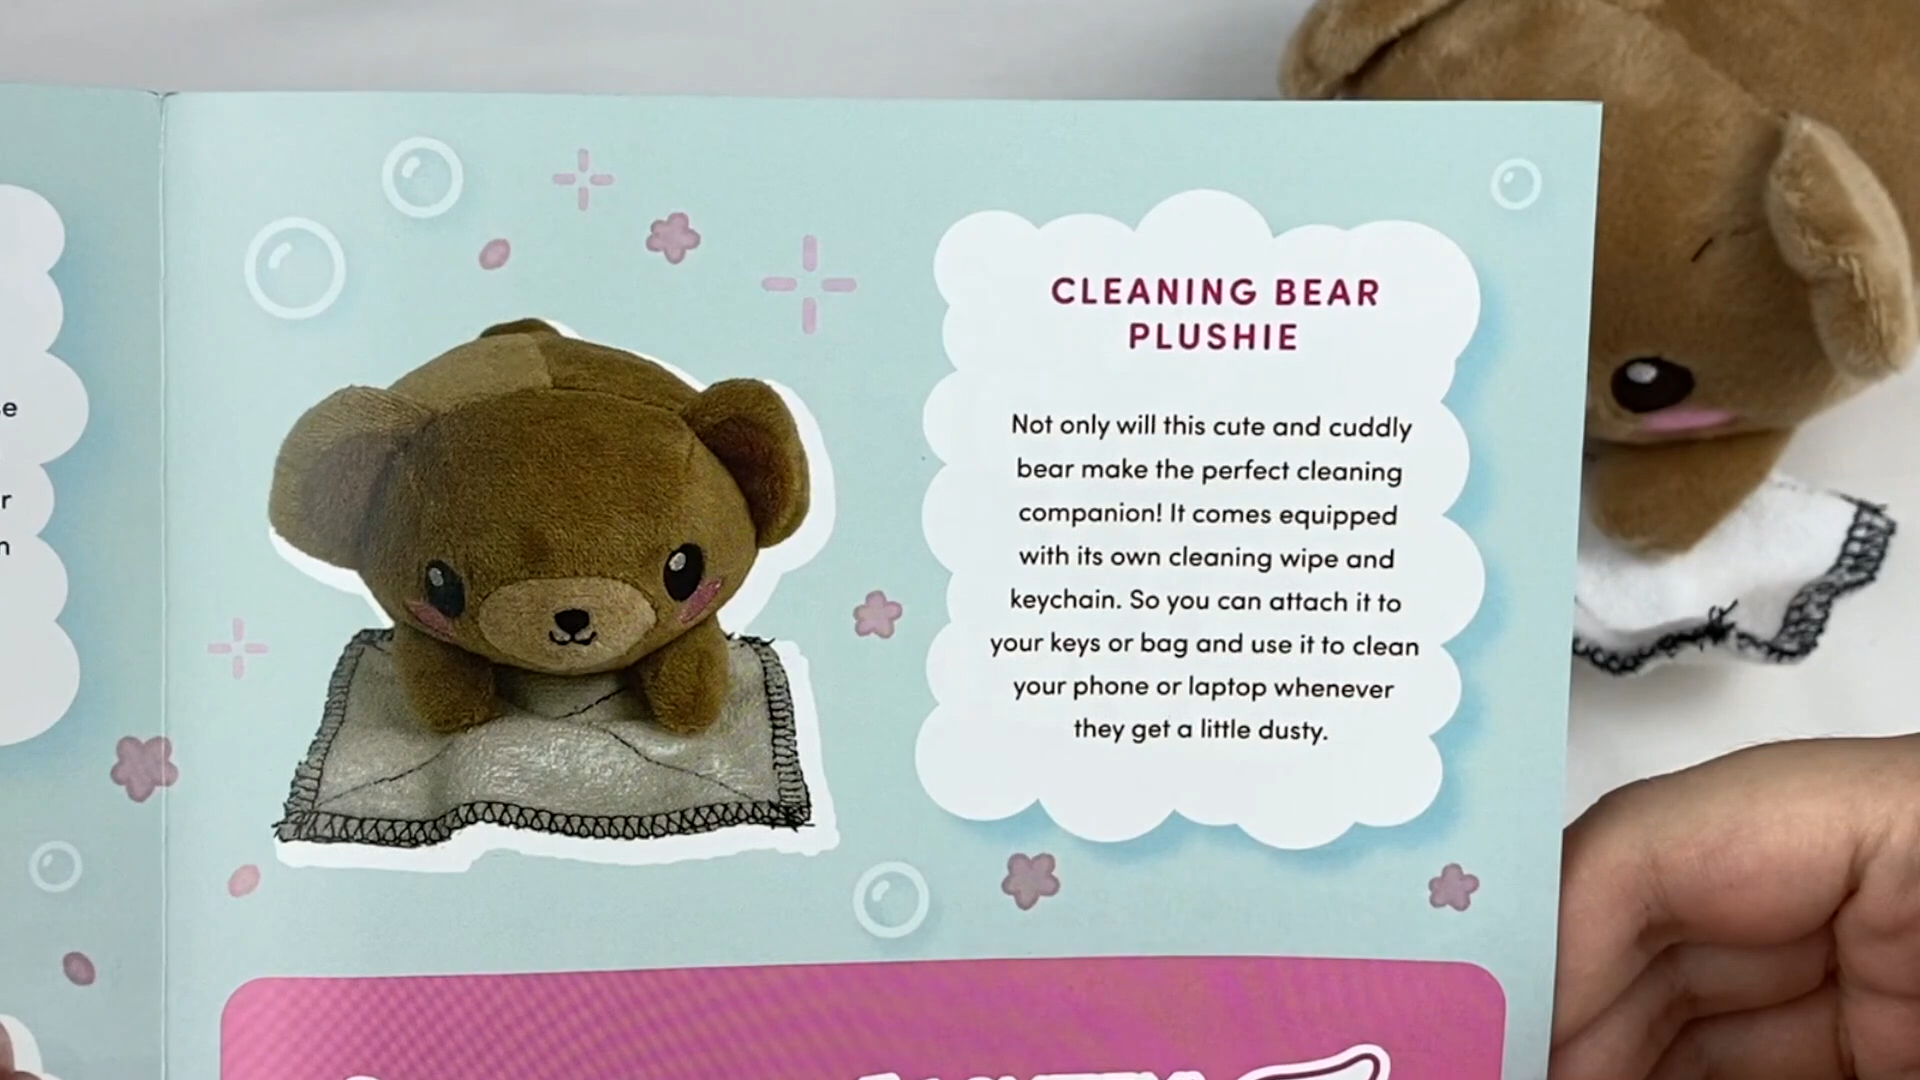 CLEANING BEAR
PLUSHIE
Not only will this cute and cuddly
bear make the perfect cleaning
companion! It comes equipped
with its own cleaning wipe and
keychain. So you can attach it to
your keys or bag and use it to clean
your phone or laptop whenever
they get a little dusty.